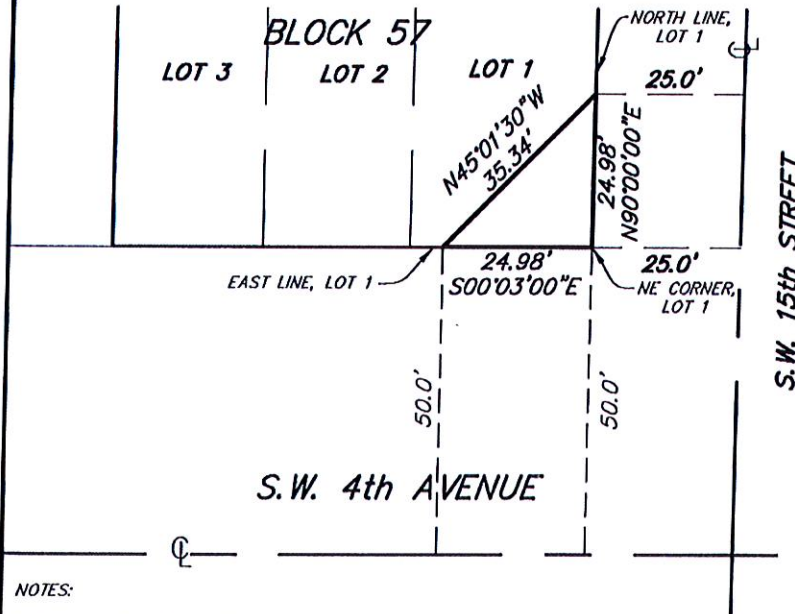 BLOCK 57
NORTH LINE,
LOT 1
LOT 3
LOT 2
LOT 1
25.0'
N45°01'30"W
35.34'
24.98'
N90°00'00"E
S.W. 15th STREET
24.98'
S00°03'00"E
25.0'
EAST LINE, LOT 1
NE CORNER,
LOT 1
50.0'
50.0'
S.W. 4th AVENUE
℄
℄
NOTES: